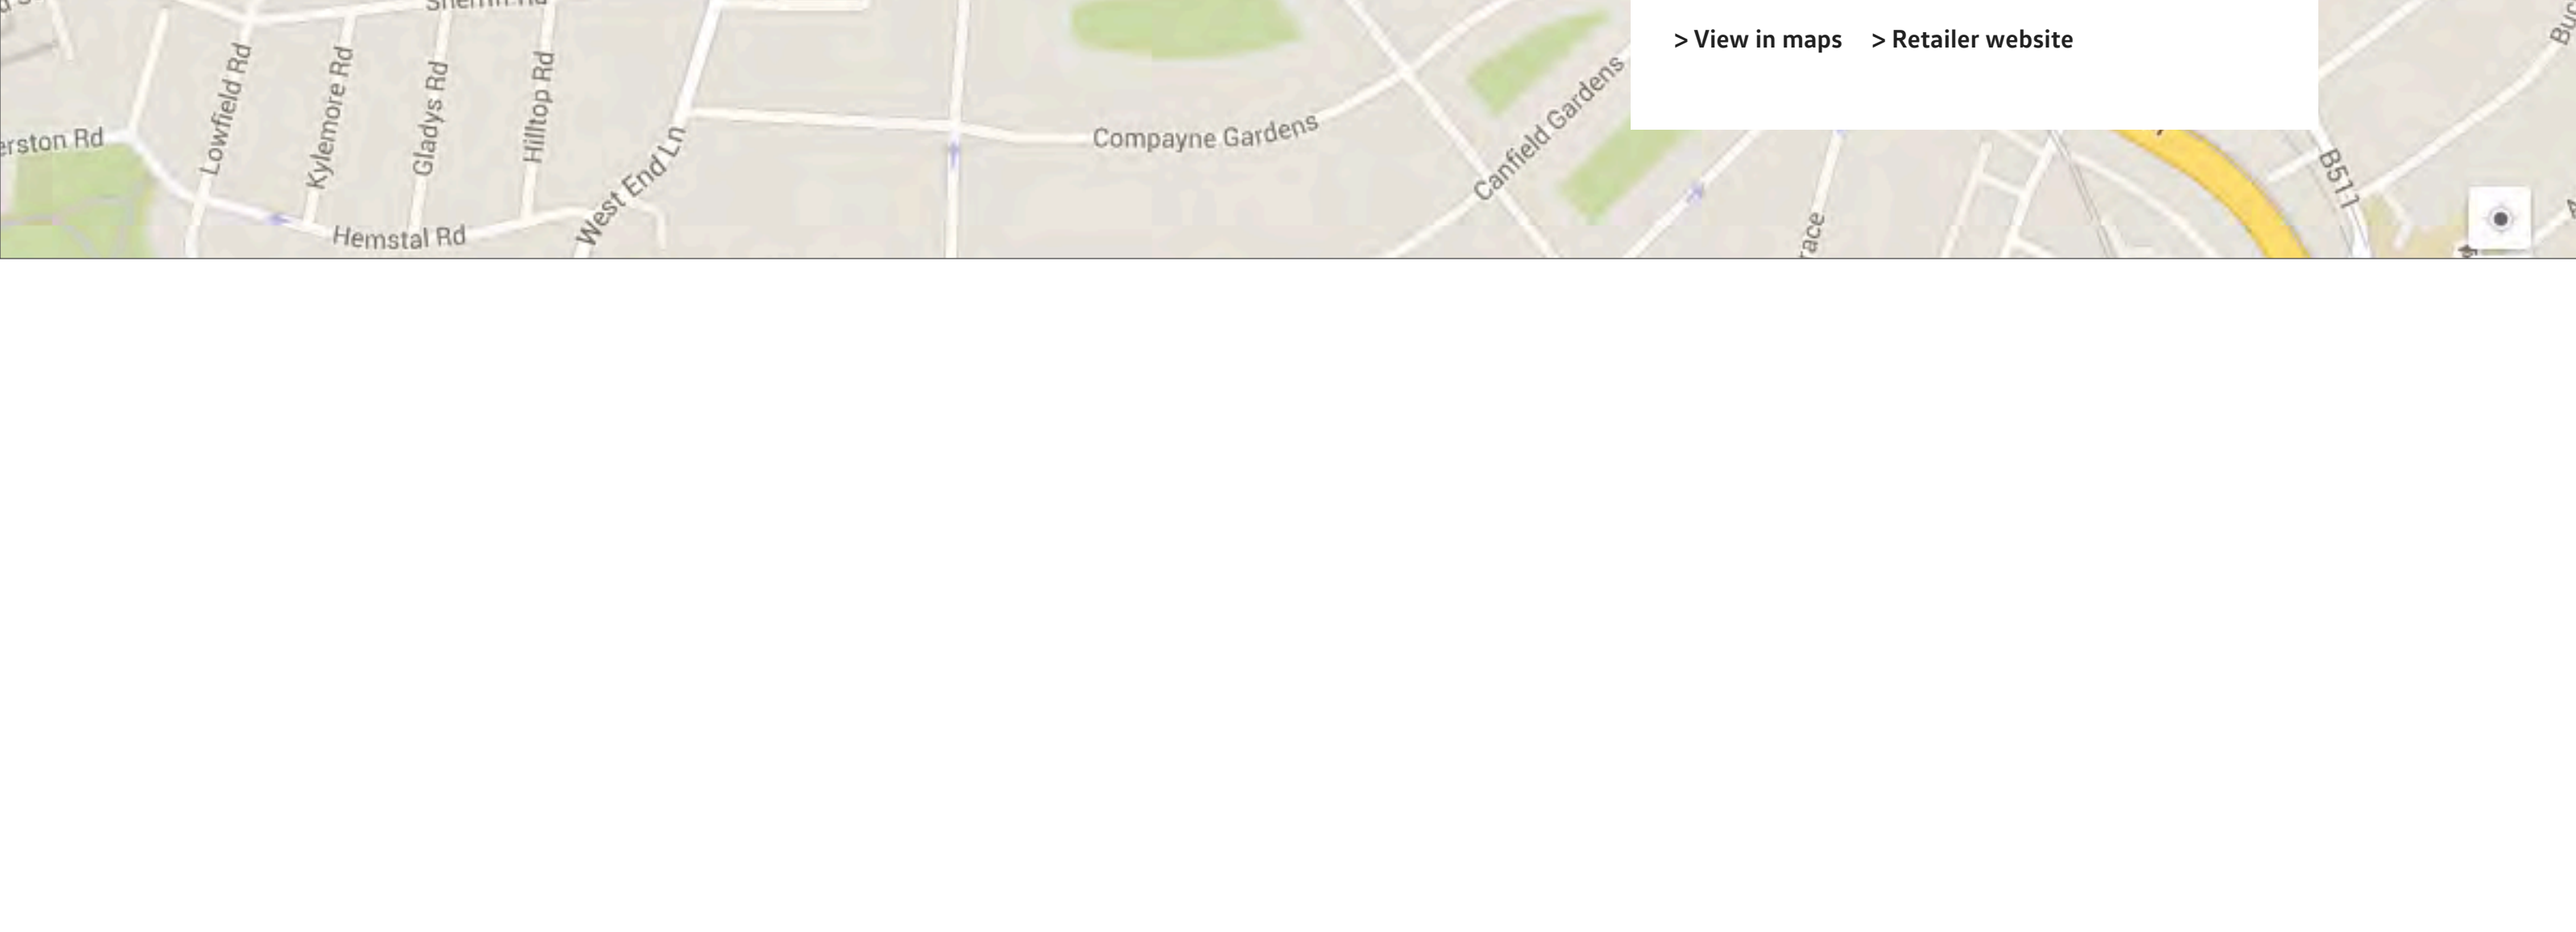 > View in maps > Retailer website
Lowfield Rd
Kylemore Rd
Gladys Rd
Hilltop Rd
West End Ln
Compayne Gardens
Canfield Gardens
Hemstal Rd
B511